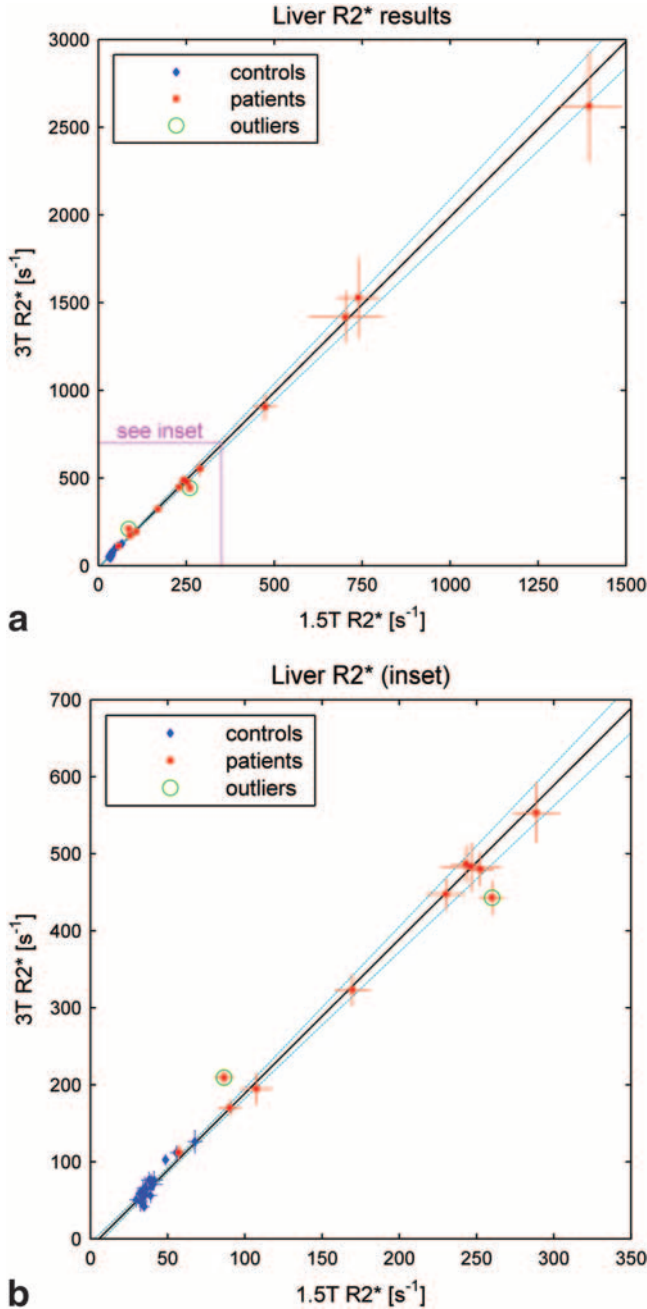 Liver R2* results
3000
2500
2000
1500
1000
500
0
3T R2* [s⁻¹]
controls
patients
outliers
see inset
0 250 500 750 1000 1250 1500
1.5T R2* [s⁻¹]
a
Liver R2* (inset)
700
600
500
400
300
200
100
0
3T R2* [s⁻¹]
controls
patients
outliers
0 50 100 150 200 250 300 350
1.5T R2* [s⁻¹]
b